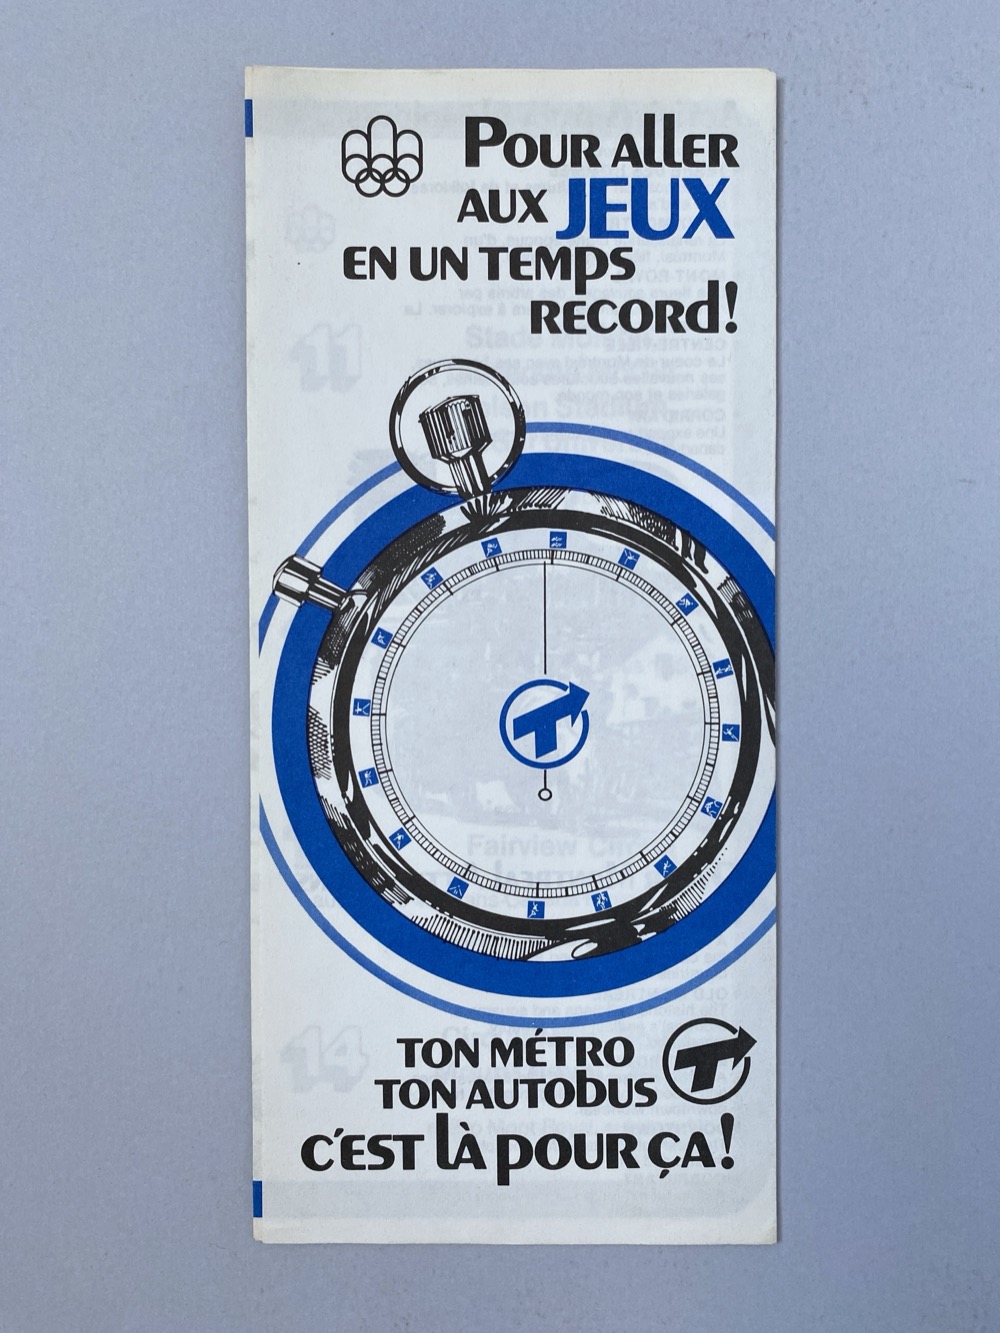 Pour aller
aux JEUX
en un temps
record!
Ton métro
Ton autobus
c'est là pour ça!